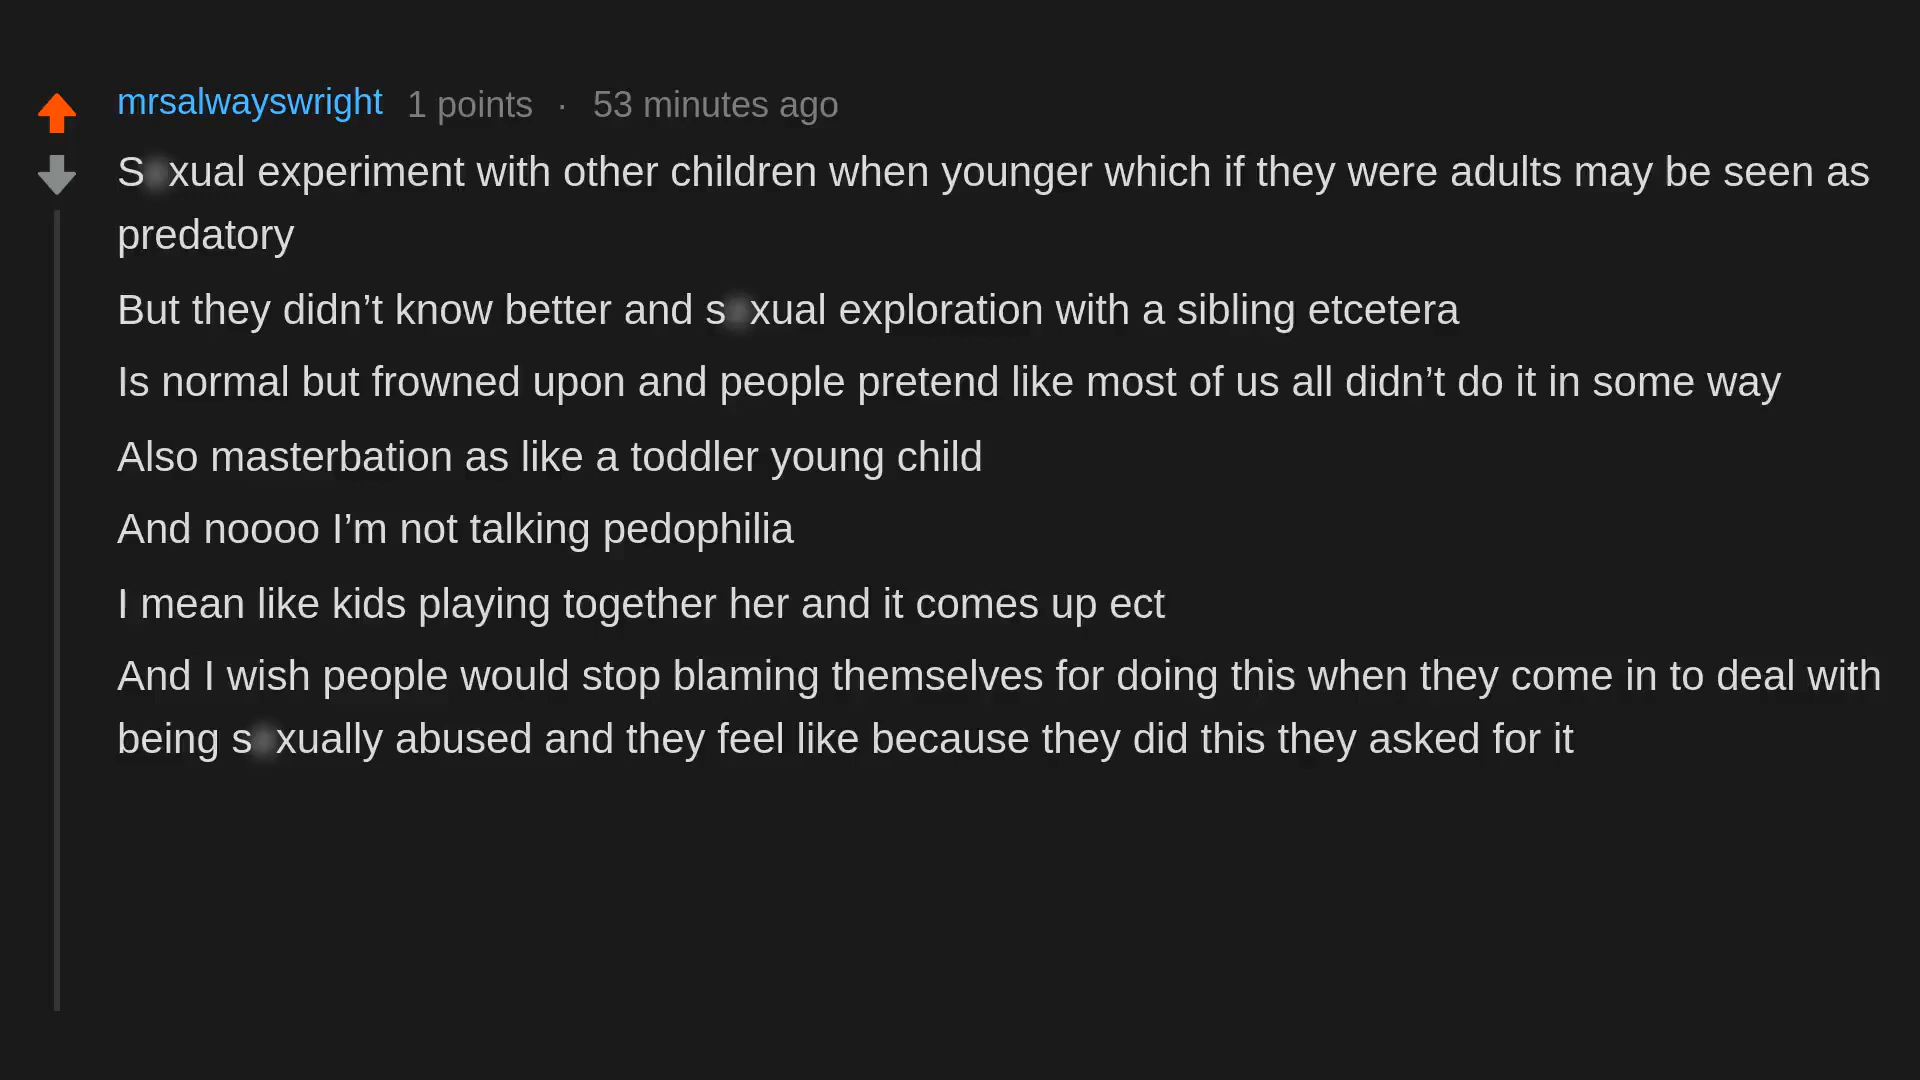 mrsalwayswright 1 points · 53 minutes ago
Sexual experiment with other children when younger which if they were adults may be seen as
predatory
But they didn’t know better and sexual exploration with a sibling etcetera
Is normal but frowned upon and people pretend like most of us all didn’t do it in some way
Also masterbation as like a toddler young child
And noooo I’m not talking pedophilia
I mean like kids playing together her and it comes up ect
And I wish people would stop blaming themselves for doing this when they come in to deal with
being sexually abused and they feel like because they did this they asked for it